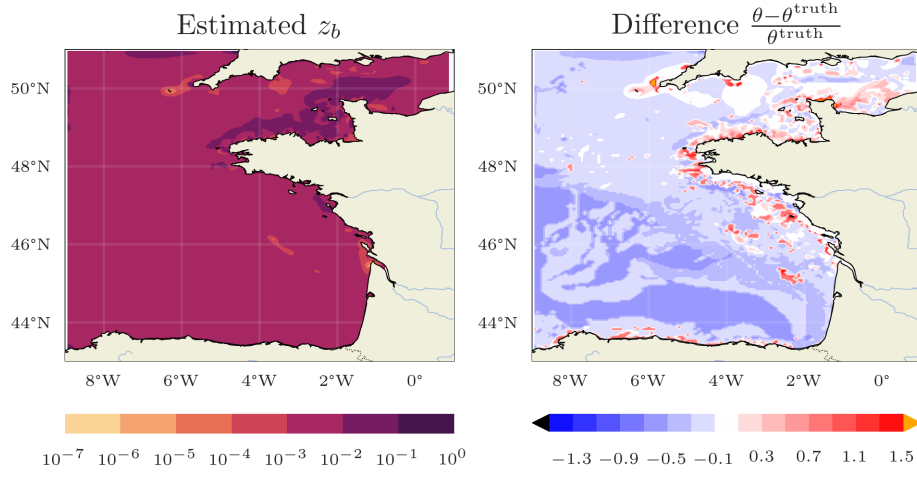 Estimated z_b
Difference \frac{θ−θ^{truth}}{θ^{truth}}
50°N
48°N
46°N
44°N
8°W 6°W 4°W 2°W 0°
50°N
48°N
46°N
44°N
8°W 6°W 4°W 2°W 0°
10^{-7} 10^{-6} 10^{-5} 10^{-4} 10^{-3} 10^{-2} 10^{-1} 10^{0}
−1.3 −0.9 −0.5 −0.1 0.3 0.7 1.1 1.5